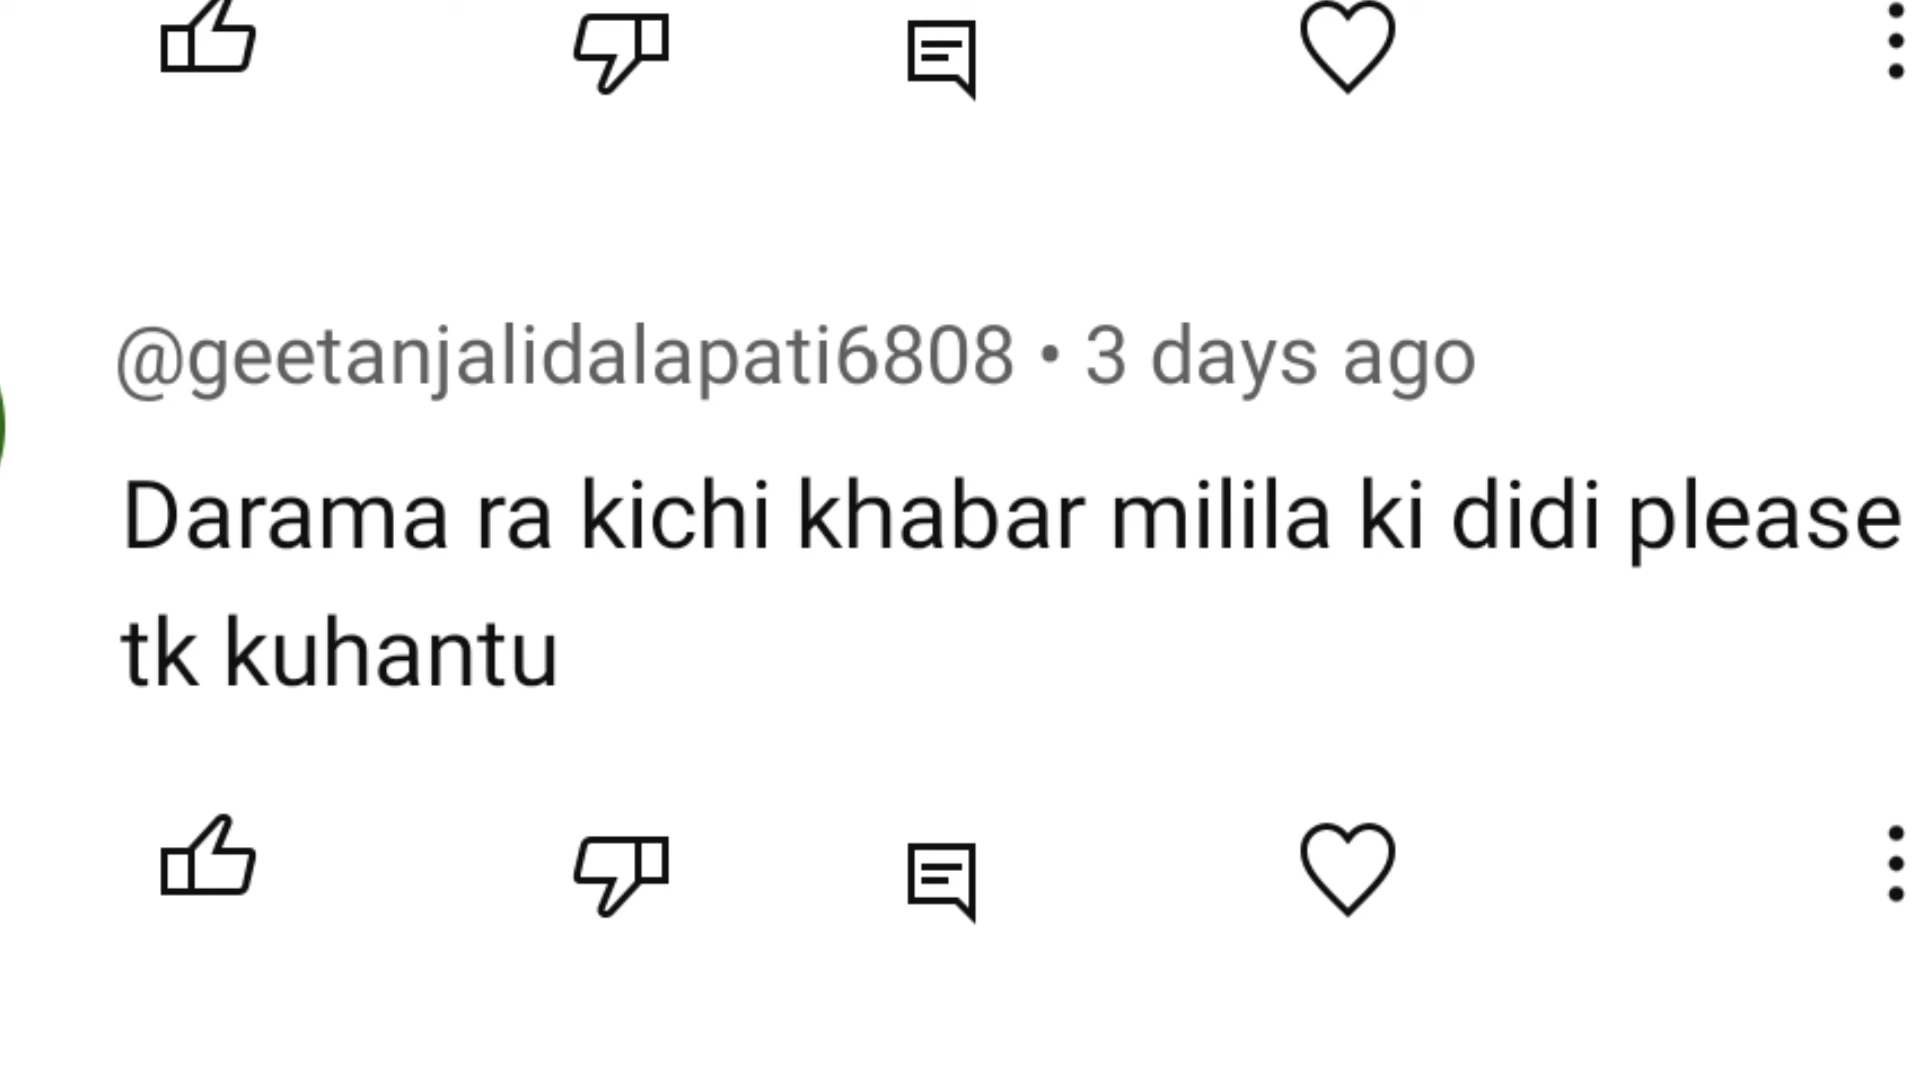 @geetanjalidalapati6808 • 3 days ago
Darama ra kichi khabar milila ki didi please
tk kuhantu